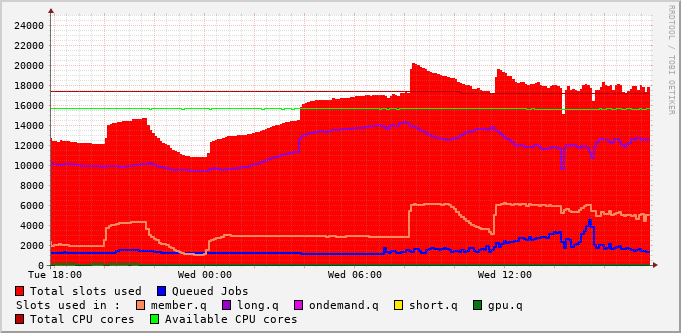 RRDTOOL / TOBI OETIKER
24000
22000
20000
18000
16000
14000
12000
10000
8000
6000
4000
2000
0
Tue 18:00 Wed 00:00 Wed 06:00 Wed 12:00
Total slots used Queued Jobs
Slots used in : member.q long.q ondemand.q short.q gpu.q
Total CPU cores Available CPU cores